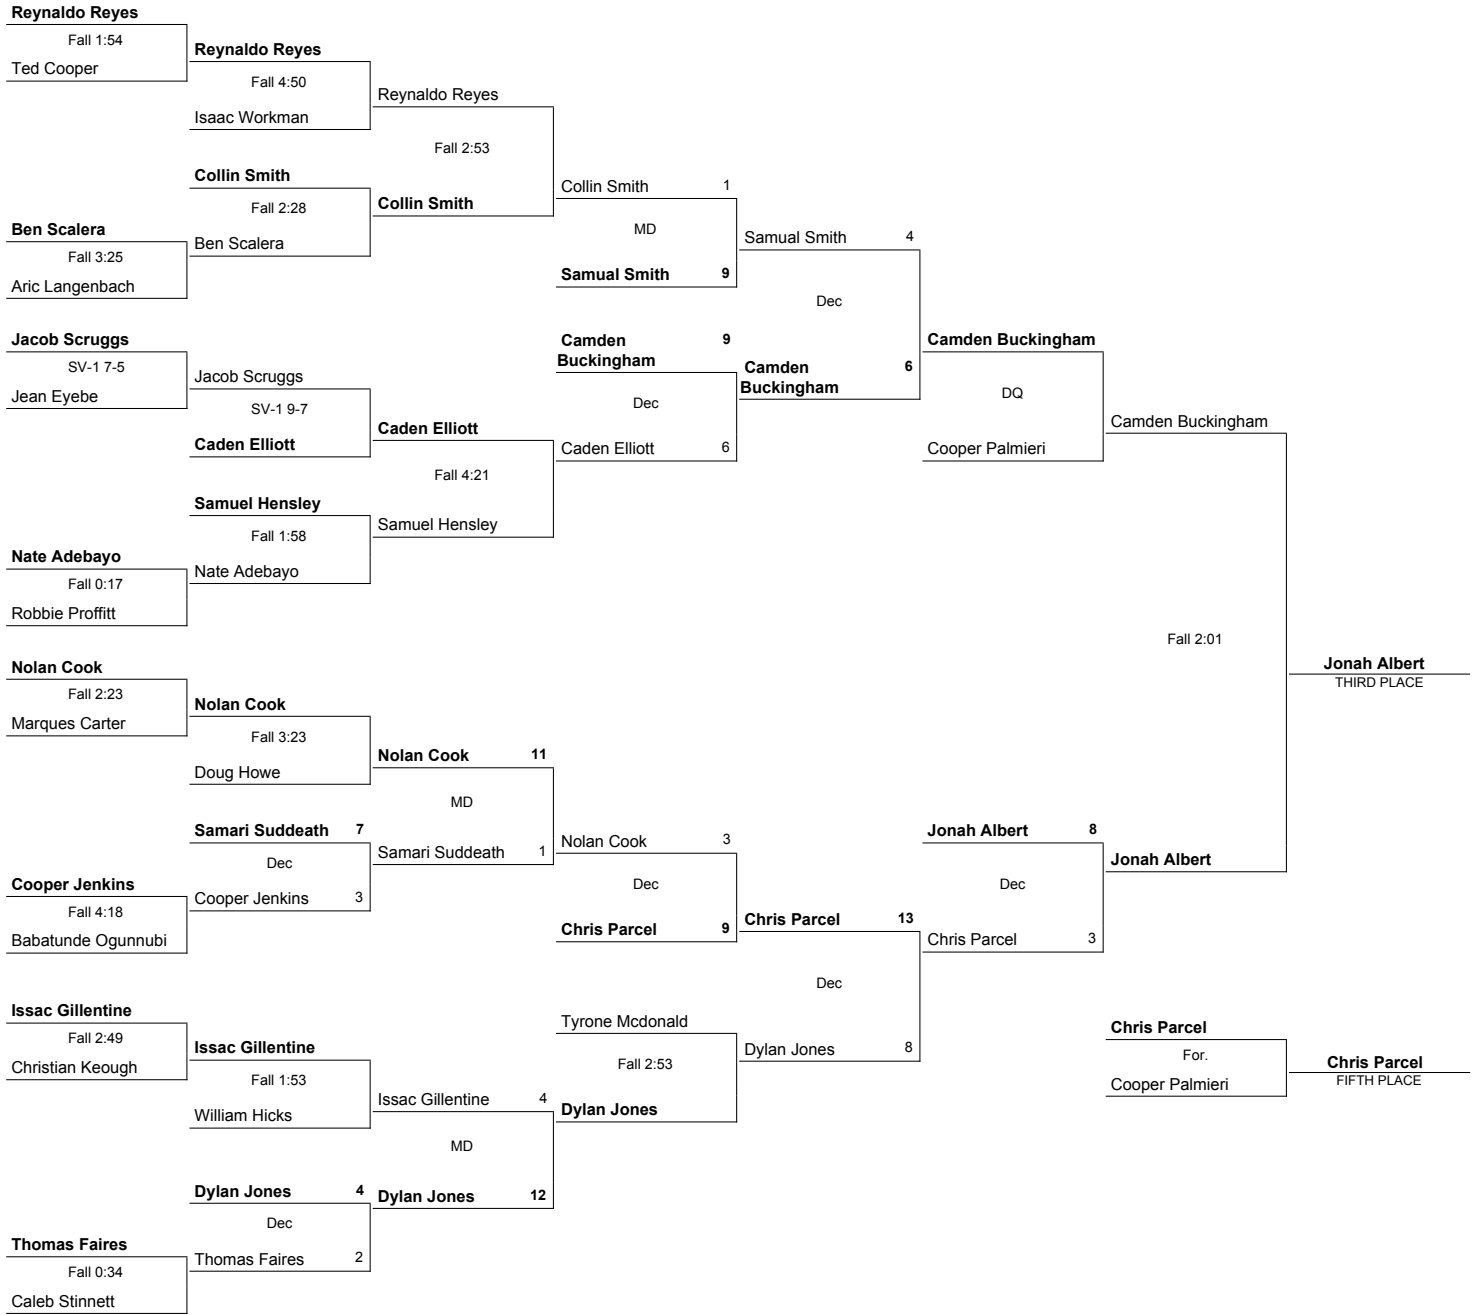 Reynaldo Reyes
Fall 1:54
Ted Cooper
Ben Scalera
Fall 3:25
Aric Langenbach
Jacob Scruggs
SV-1 7-5
Jean Eyebe
Nate Adebayo
Fall 0:17
Robbie Proffitt
Nolan Cook
Fall 2:23
Marques Carter
Cooper Jenkins
Fall 4:18
Babatunde Ogunnubi
Issac Gillentine
Fall 2:49
Christian Keough
Thomas Faires
Fall 0:34
Caleb Stinnett
Reynaldo Reyes
Fall 4:50
Isaac Workman
Collin Smith
Fall 2:28
Ben Scalera
Jacob Scruggs
SV-1 9-7
Caden Elliott
Samuel Hensley
Fall 1:58
Nate Adebayo
Nolan Cook
Fall 3:23
Doug Howe
Samari Suddeath 7
Dec
Cooper Jenkins 3
Issac Gillentine
Fall 1:53
William Hicks
Dylan Jones 4
Dec
Thomas Faires 2
Reynaldo Reyes
Fall 2:53
Collin Smith
Caden Elliott
Fall 4:21
Samuel Hensley
Nolan Cook 11
MD
Samari Suddeath 1
Issac Gillentine 4
MD
Dylan Jones 12
Collin Smith 1
MD
Samual Smith 9
Camden 9
Buckingham
Dec
Caden Elliott 6
Nolan Cook 3
Dec
Chris Parcel 9
Tyrone Mcdonald
Fall 2:53
Dylan Jones
Samual Smith 4
Dec
Camden 6
Buckingham
Chris Parcel 13
Dec
Dylan Jones 8
Camden Buckingham
DQ
Cooper Palmieri
Jonah Albert 8
Dec
Chris Parcel 3
Camden Buckingham
Fall 2:01
Jonah Albert
Chris Parcel
For.
Cooper Palmieri
Jonah Albert
THIRD PLACE
Chris Parcel
FIFTH PLACE